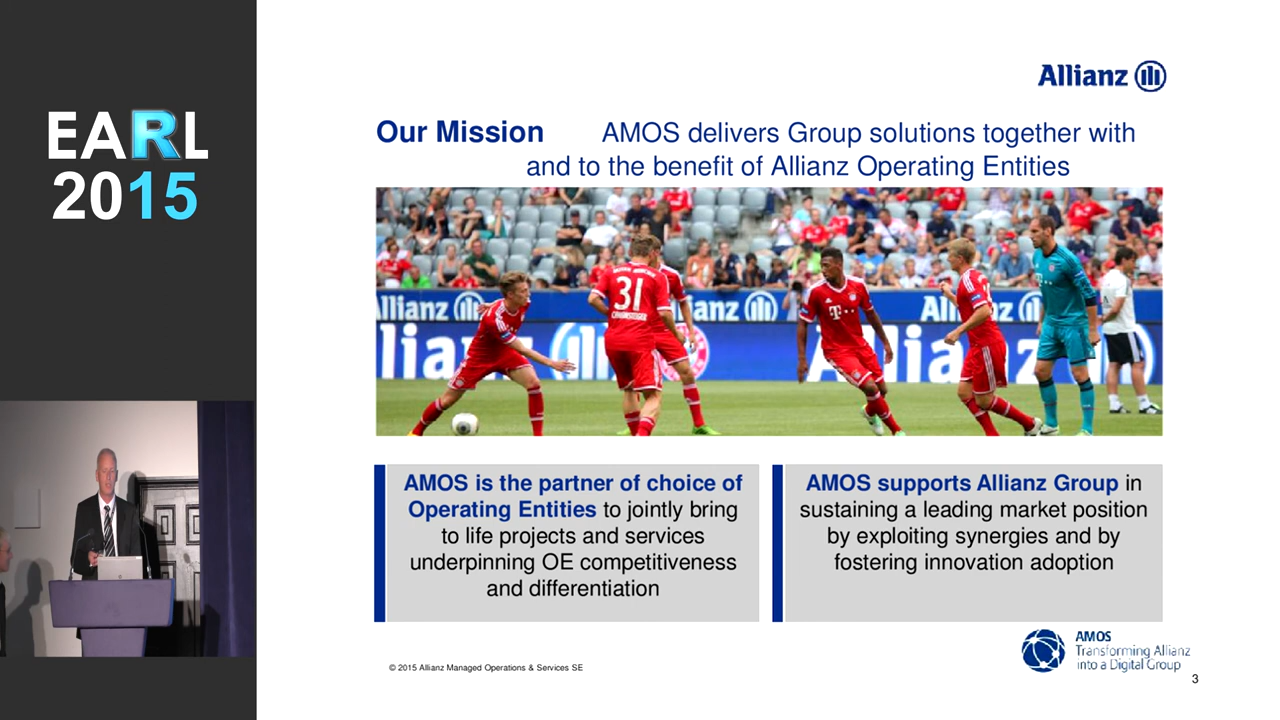 EARL
2015
Allianz
Our Mission AMOS delivers Group solutions together with
and to the benefit of Allianz Operating Entities
31
Allianz
Allianz
T
AMOS is the partner of choice of
Operating Entities to jointly bring
to life projects and services
underpinning OE competitiveness
and differentiation
AMOS supports Allianz Group in
sustaining a leading market position
by exploiting synergies and by
fostering innovation adoption
© 2015 Allianz Managed Operations & Services SE
AMOS
Transforming Allianz
into a Digital Group
3